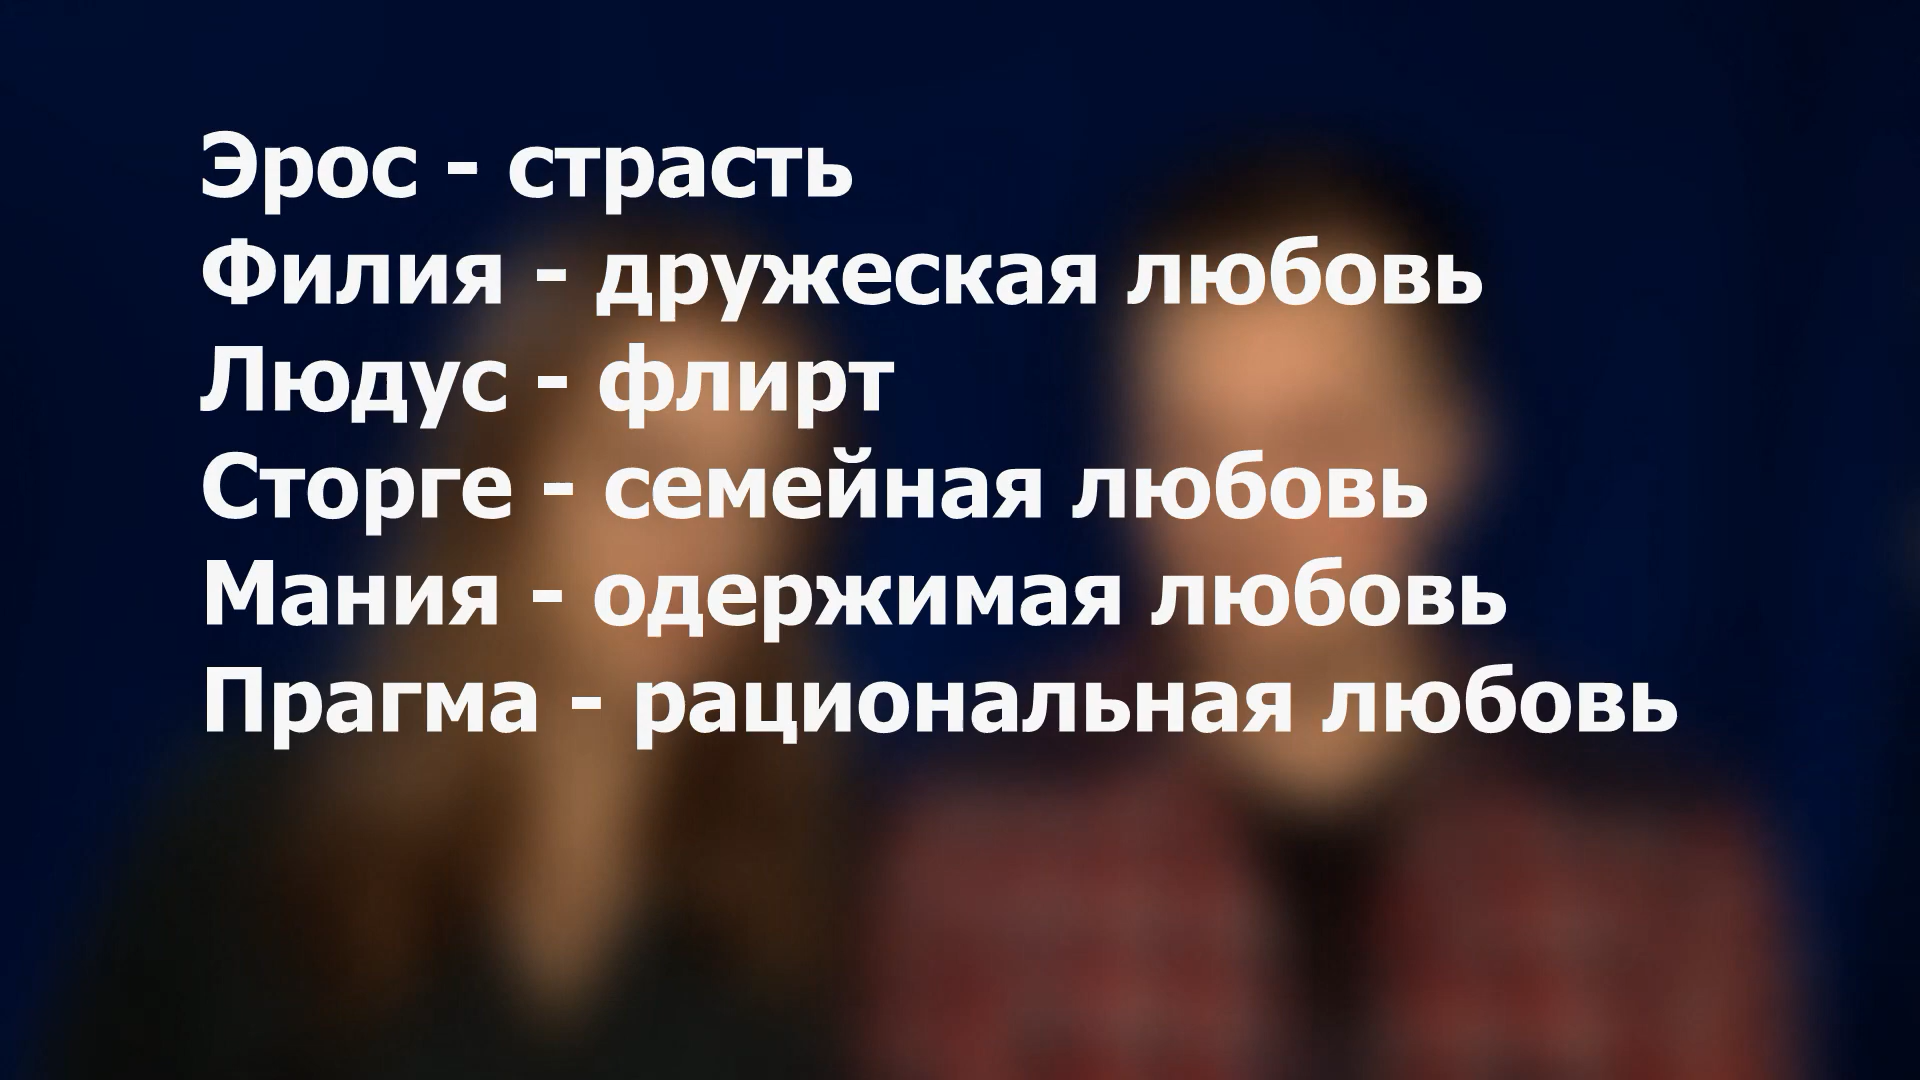 Эрос - страсть
Филия - дружеская любовь
Людус - флирт
Сторге - семейная любовь
Мания - одержимая любовь
Прагма - рациональная любовь